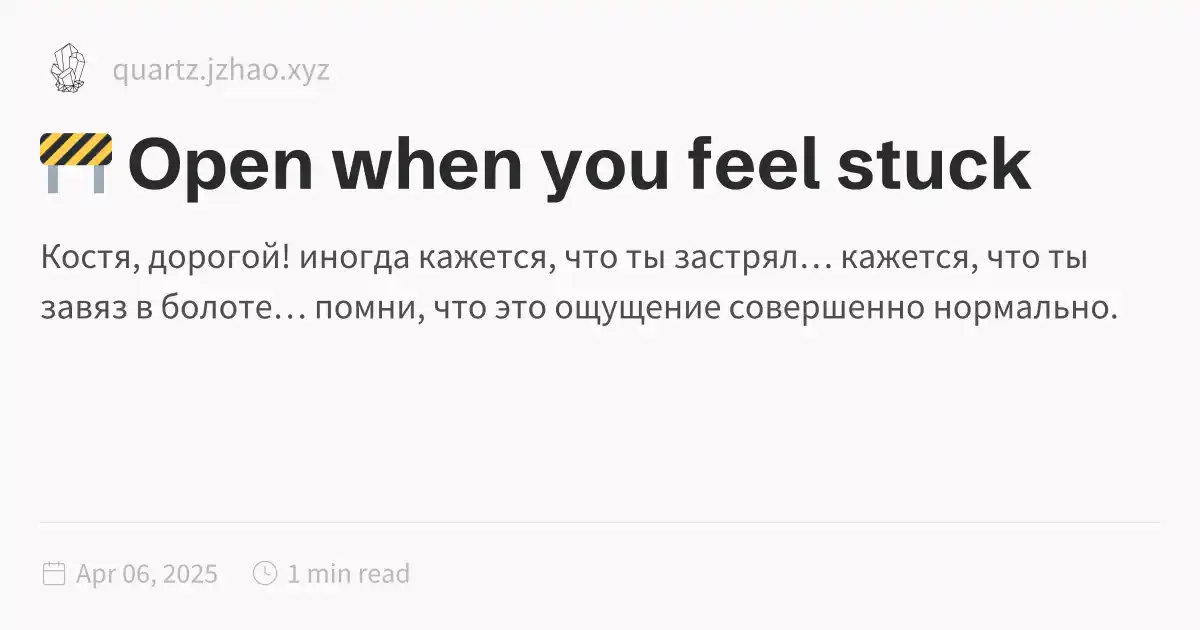 quartz.jzhao.xyz
🚧 Open when you feel stuck
Костя, дорогой! иногда кажется, что ты застрял… кажется, что ты
завяз в болоте… помни, что это ощущение совершенно нормально.
Apr 06, 2025 1 min read